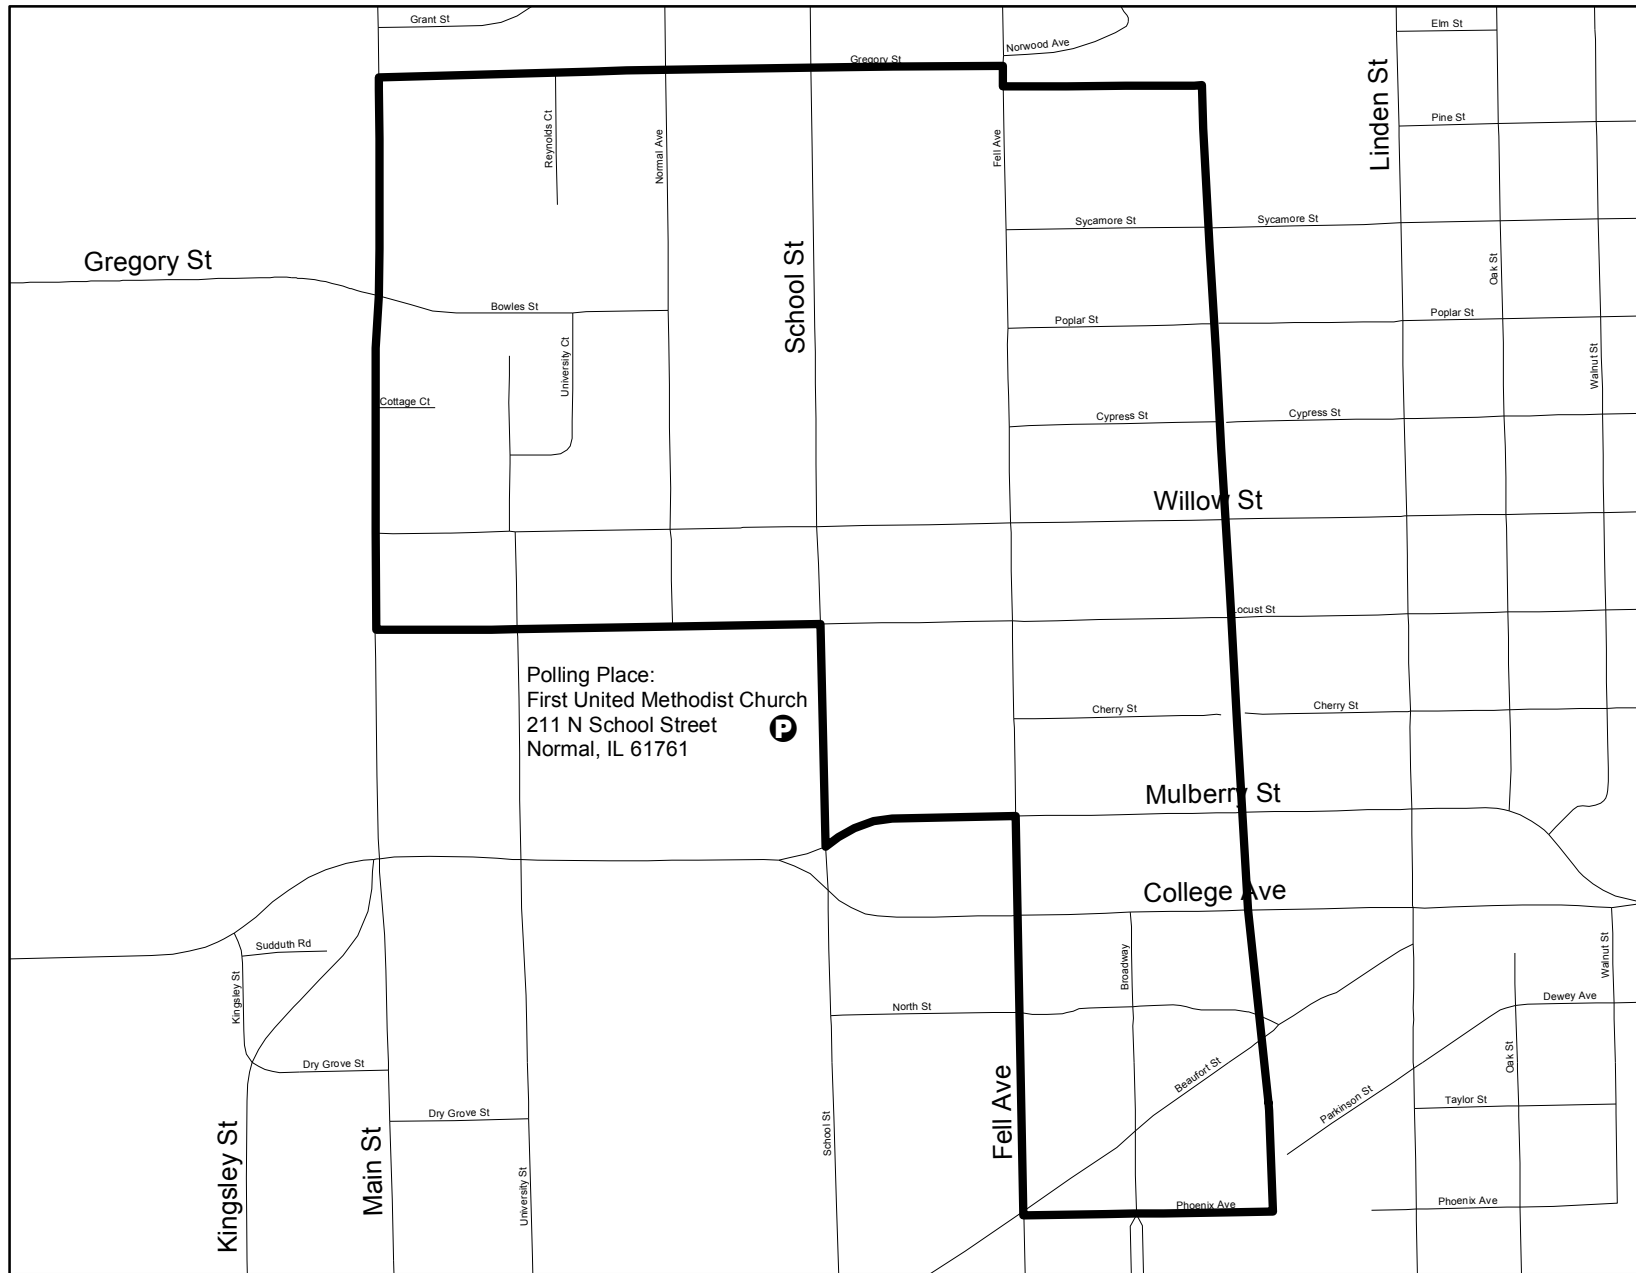 Grant St
Elm St
Norwood Ave
Gregory St
Linden St
Reynolds Ct
Normal Ave
Fell Ave
Pine St
Sycamore St
Sycamore St
Gregory St
School St
Oak St
Bowles St
Poplar St
Poplar St
University Ct
Walnut St
Cottage Ct
Cypress St
Cypress St
Willow St
Locust St
Polling Place:
First United Methodist Church
211 N School Street
Normal, IL 61761
P
Cherry St
Cherry St
Mulberry St
College Ave
Sudduth Rd
Kingsley St
Broadway
Walnut St
North St
Dewey Ave
Dry Grove St
Beaufort St
Oak St
Parkinson St
Taylor St
Dry Grove St
School St
Fell Ave
Kingsley St
Main St
University St
Phoenix Ave
Phoenix Ave